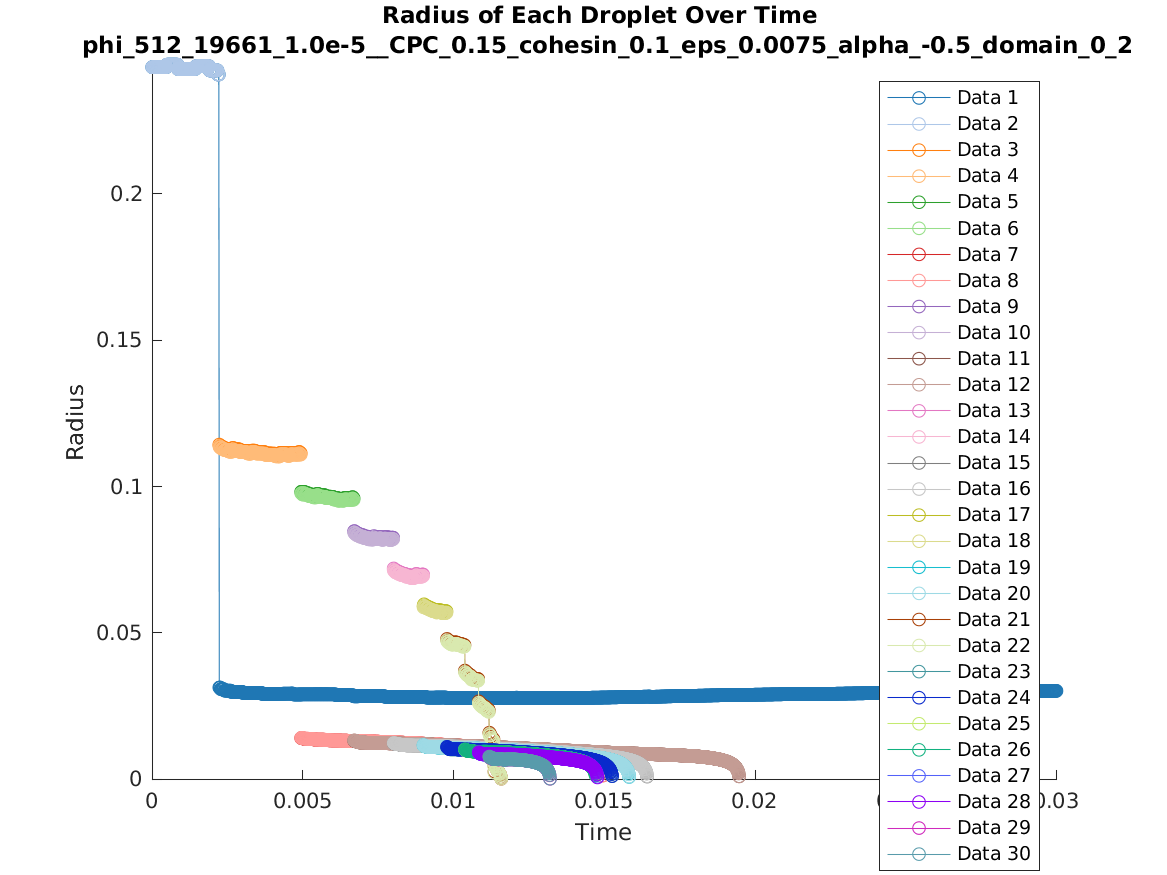 Radius of Each Droplet Over Time
phi_512_19661_1.0e-5__CPC_0.15_cohesin_0.1_eps_0.0075_alpha_-0.5_domain_0_2
Radius
0.2
0.15
0.1
0.05
0
0
0.005
0.01
0.015
0.02
0.03
Time
Data 1
Data 2
Data 3
Data 4
Data 5
Data 6
Data 7
Data 8
Data 9
Data 10
Data 11
Data 12
Data 13
Data 14
Data 15
Data 16
Data 17
Data 18
Data 19
Data 20
Data 21
Data 22
Data 23
Data 24
Data 25
Data 26
Data 27
Data 28
Data 29
Data 30